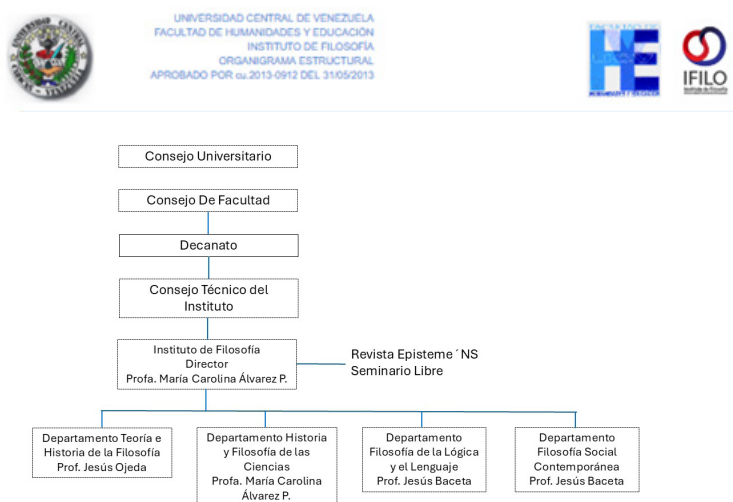 UNIVERSIDAD CENTRAL DE VENEZUELA
FACULTAD DE HUMANIDADES Y EDUCACIÓN
INSTITUTO DE FILOSOFÍA
ORGANIGRAMA ESTRUCTURAL
APROBADO POR cu.2013-0912 DEL 31/05/2013
IFILO
Consejo Universitario
Consejo De Facultad
Decanato
Consejo Técnico del
Instituto
Instituto de Filosofía
Director
Profa. María Carolina Álvarez P.
Revista Episteme´NS
Seminario Libre
Departamento Teoría e
Historia de la Filosofía
Prof. Jesús Ojeda
Departamento Historia
y Filosofía de las
Ciencias
Profa. María Carolina
Álvarez P.
Departamento
Filosofía de la Lógica
y el Lenguaje
Prof. Jesús Baceta
Departamento
Filosofía Social
Contemporánea
Prof. Jesús Baceta